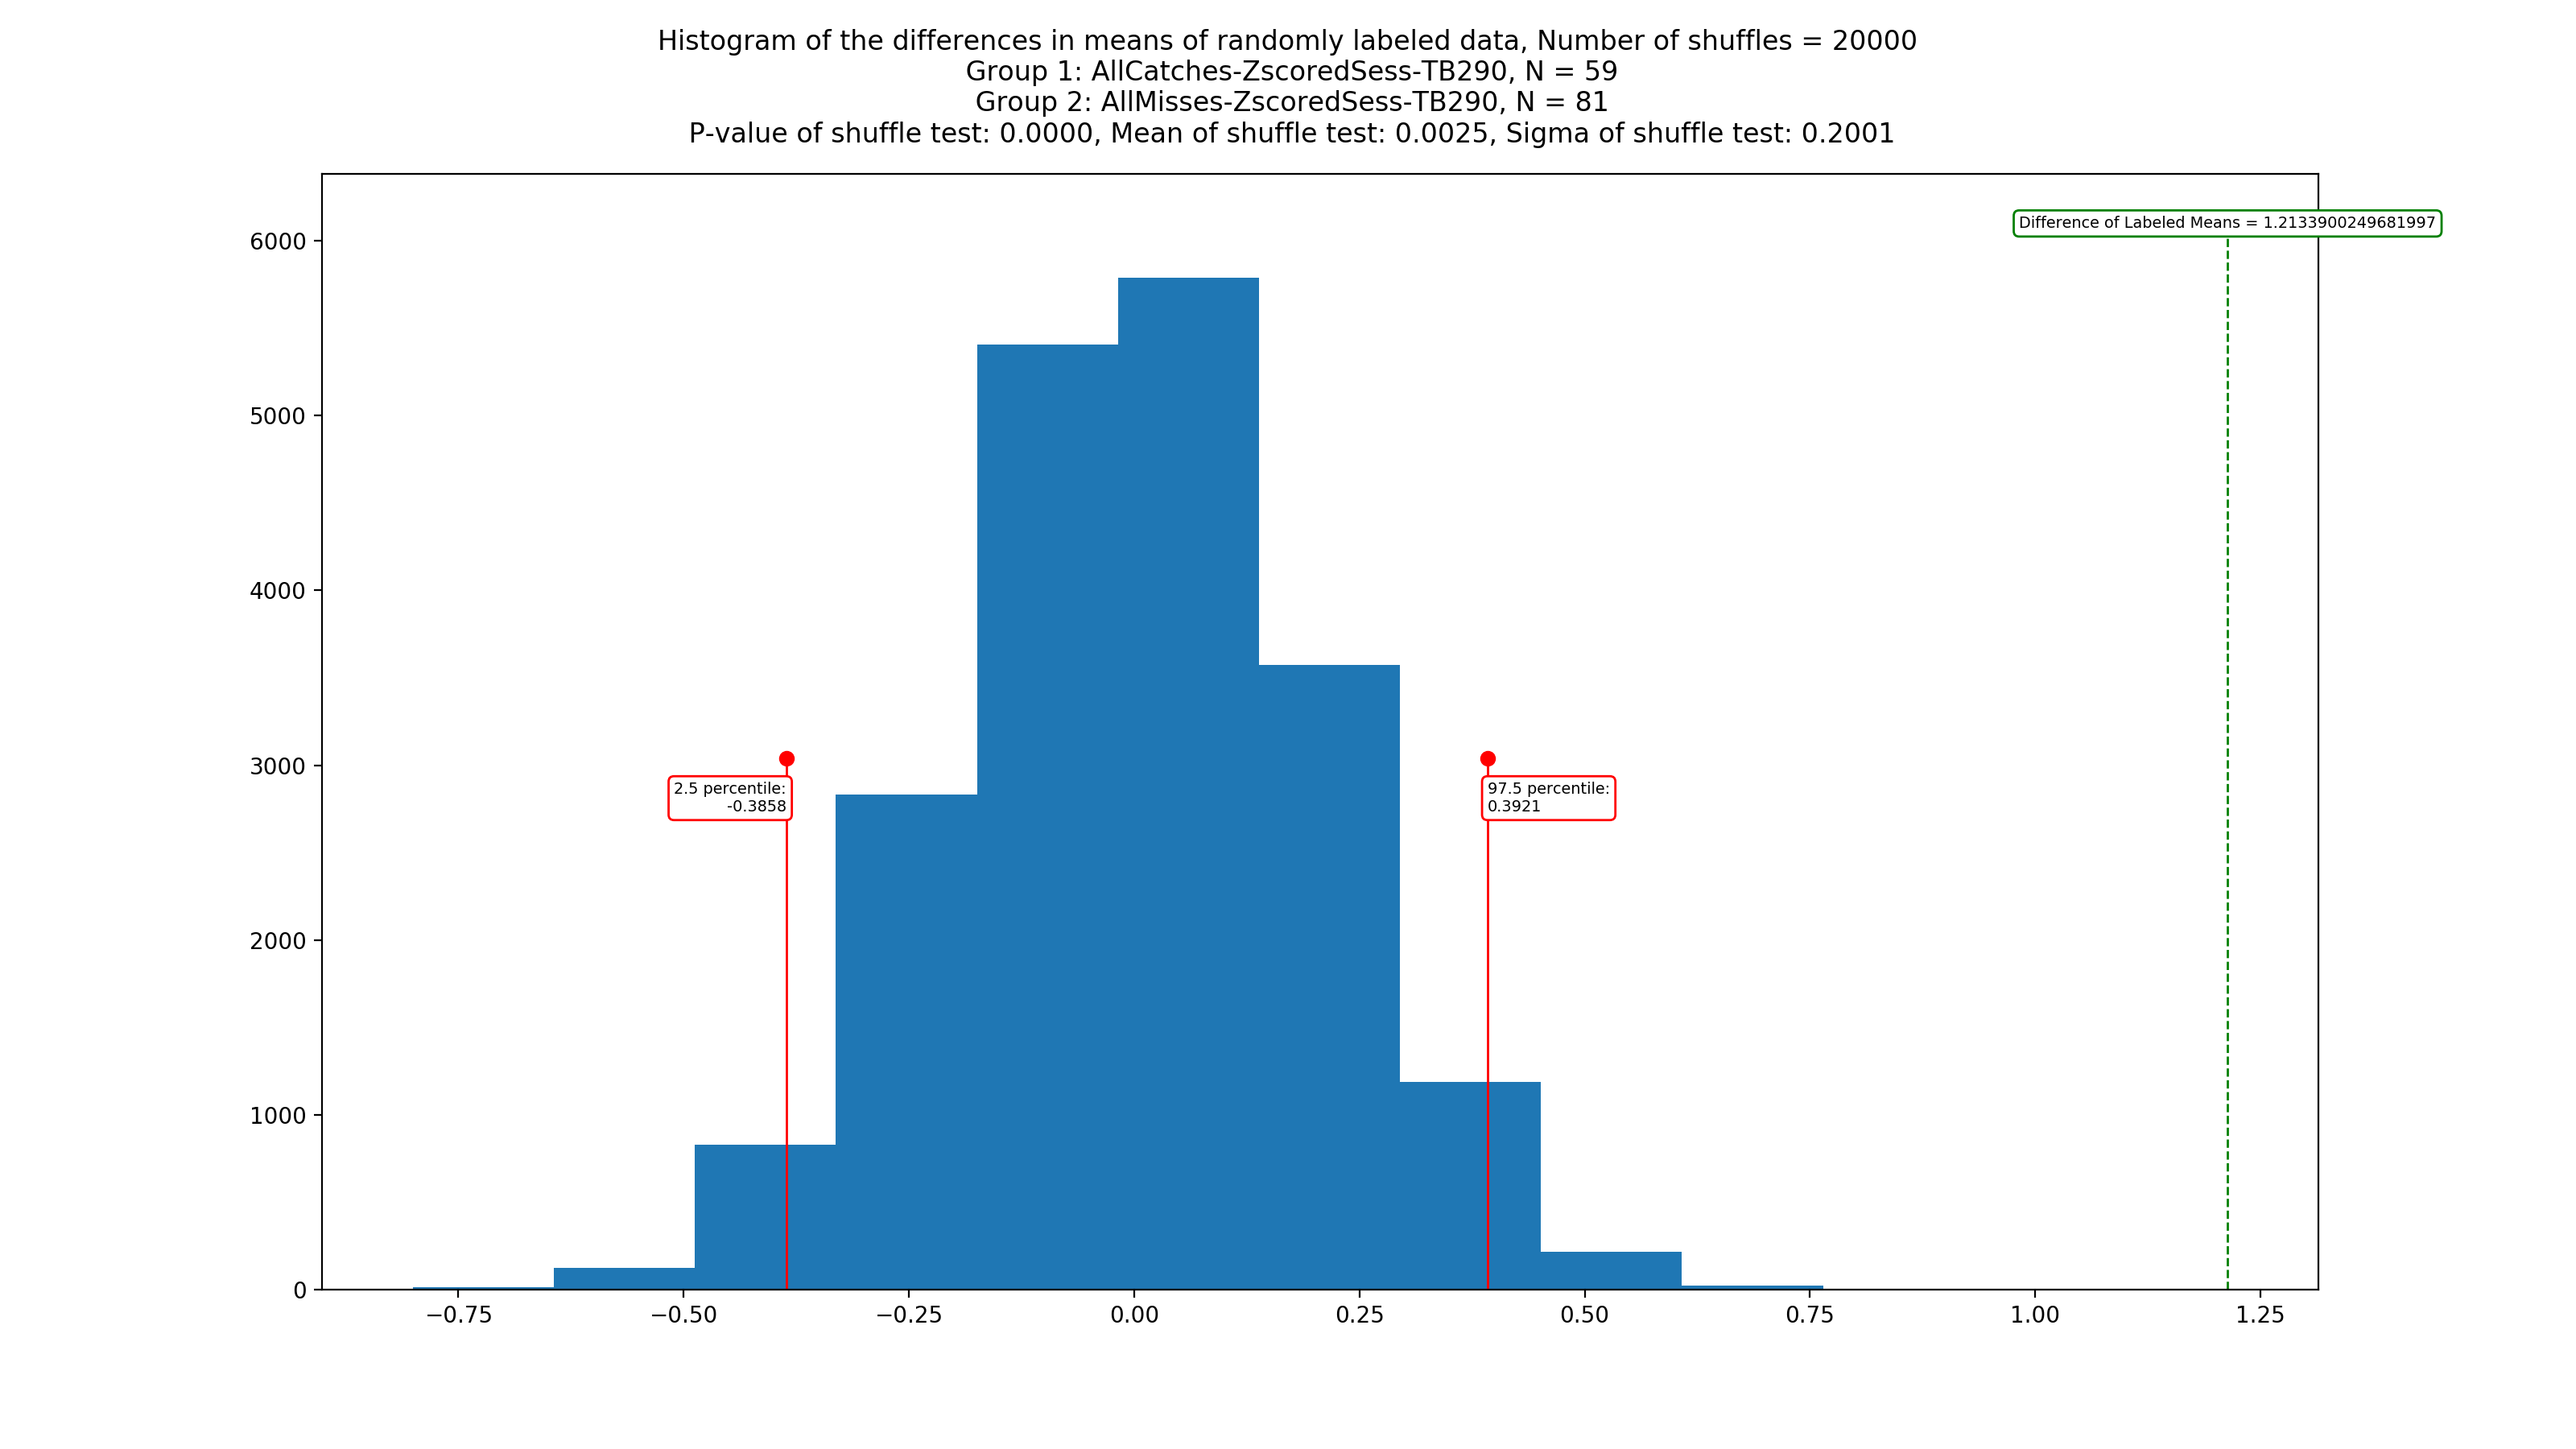 Histogram of the differences in means of randomly labeled data, Number of shuffles = 20000
Group 1: AllCatches-ZscoredSess-TB290, N = 59
Group 2: AllMisses-ZscoredSess-TB290, N = 81
P-value of shuffle test: 0.0000, Mean of shuffle test: 0.0025, Sigma of shuffle test: 0.2001
Difference of Labeled Means = 1.2133900249681997
6000
5000
4000
3000
2.5 percentile:
-0.3858
97.5 percentile:
0.3921
2000
1000
0
−0.75
−0.50
−0.25
0.00
0.25
0.50
0.75
1.00
1.25